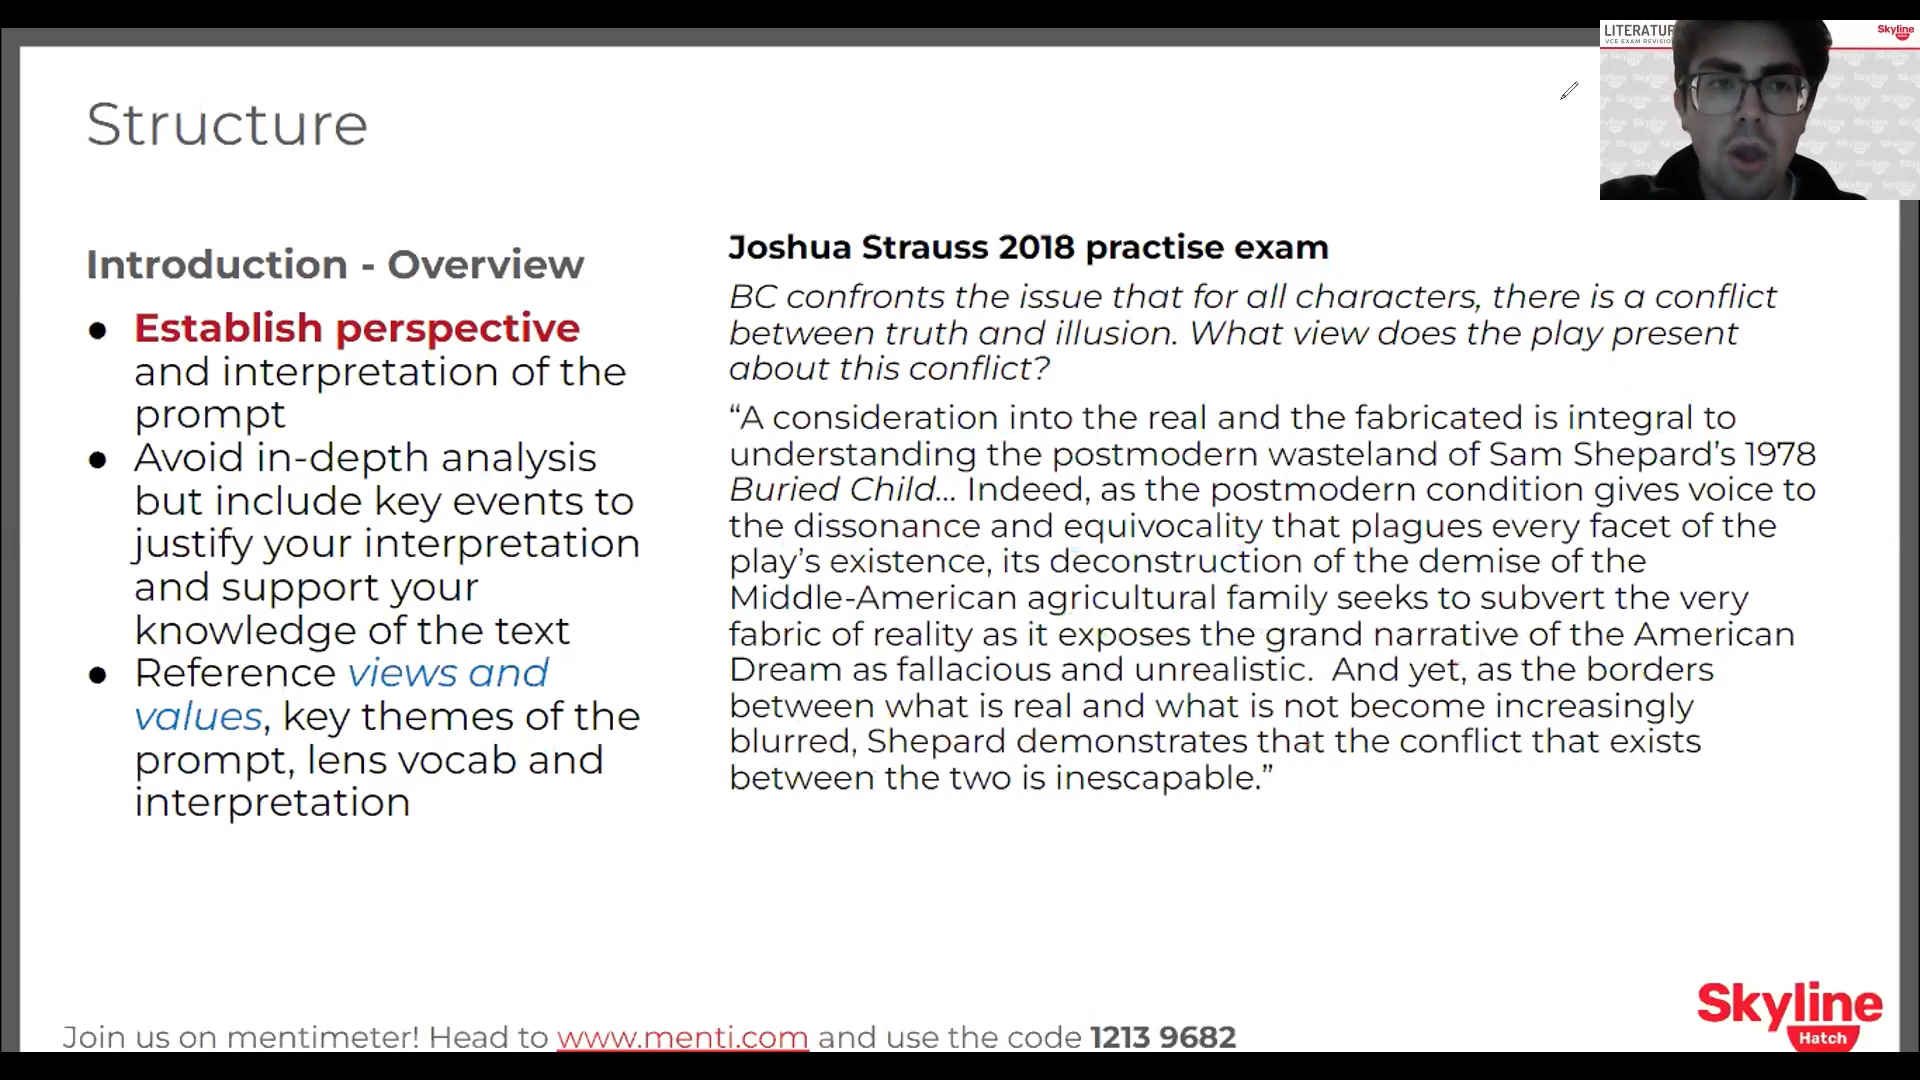 LITERATUR
VCE EXAM REVISIO
Skyline
Structure
Introduction - Overview
● Establish perspective
and interpretation of the
prompt
● Avoid in-depth analysis
but include key events to
justify your interpretation
and support your
knowledge of the text
● Reference views and
values, key themes of the
prompt, lens vocab and
interpretation
Joshua Strauss 2018 practise exam
BC confronts the issue that for all characters, there is a conflict
between truth and illusion. What view does the play present
about this conflict?
“A consideration into the real and the fabricated is integral to
understanding the postmodern wasteland of Sam Shepard’s 1978
Buried Child... Indeed, as the postmodern condition gives voice to
the dissonance and equivocality that plagues every facet of the
play’s existence, its deconstruction of the demise of the
Middle-American agricultural family seeks to subvert the very
fabric of reality as it exposes the grand narrative of the American
Dream as fallacious and unrealistic. And yet, as the borders
between what is real and what is not become increasingly
blurred, Shepard demonstrates that the conflict that exists
between the two is inescapable.”
Join us on mentimeter! Head to www.menti.com and use the code 1213 9682
Skyline
Hatch